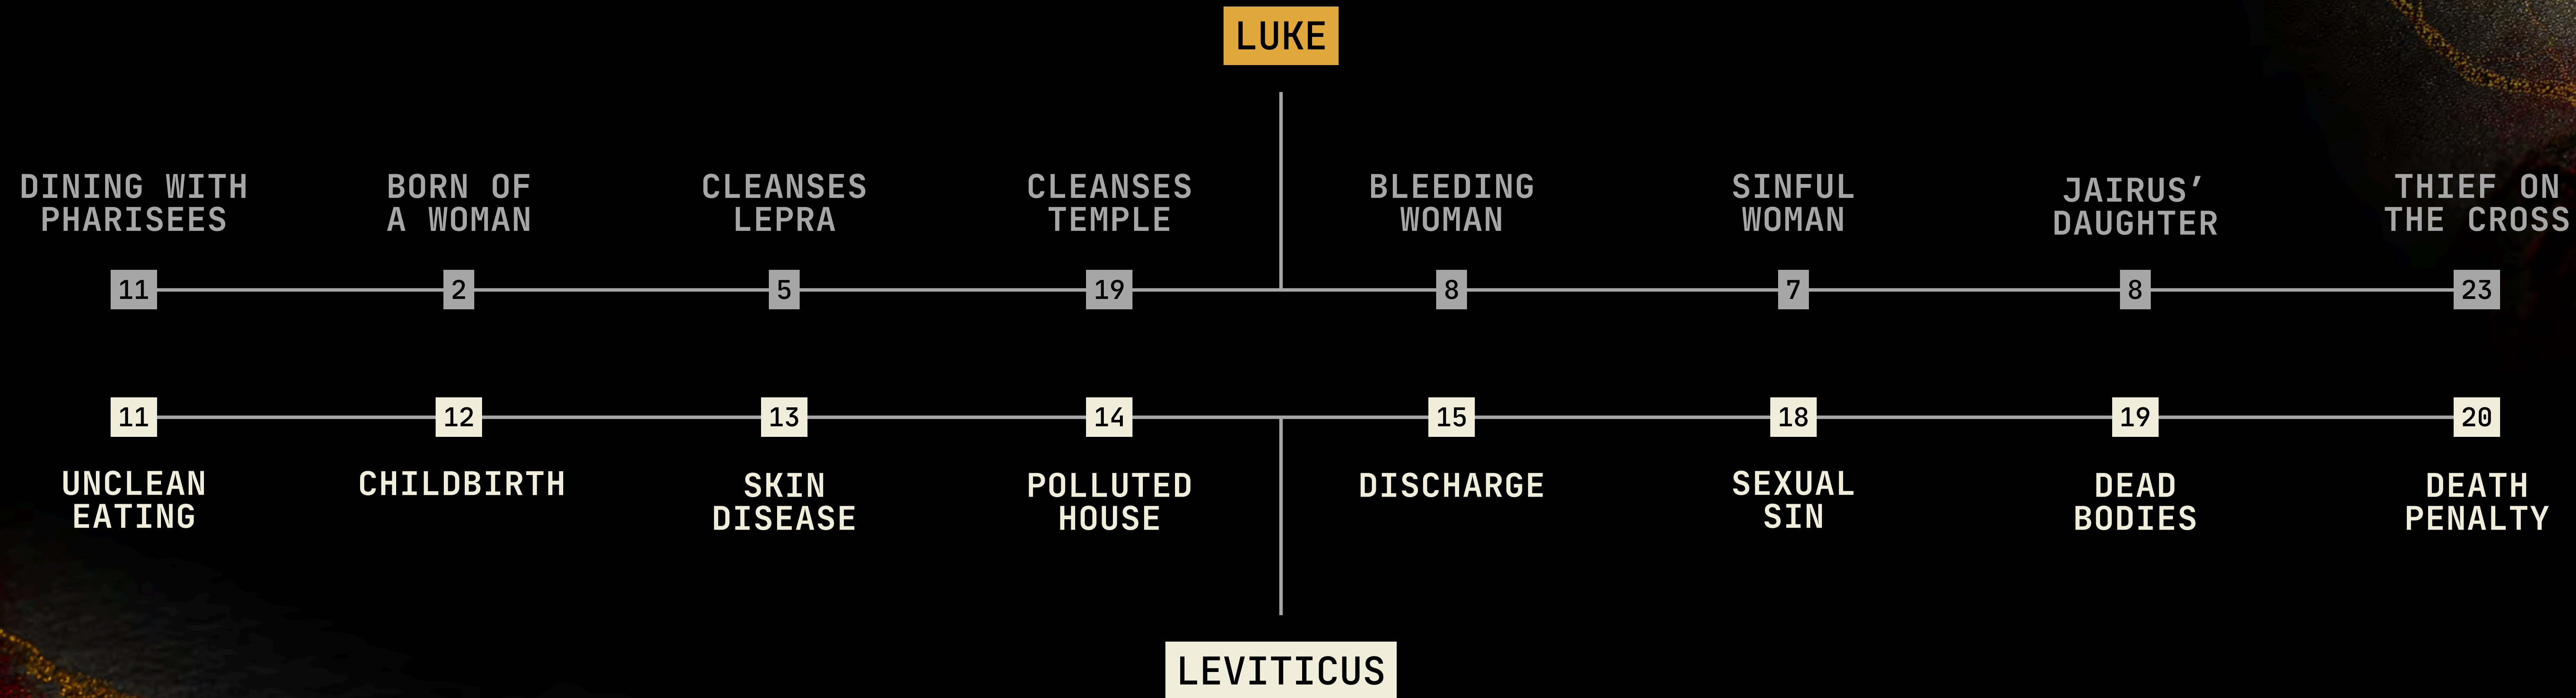 LUKE
DINING WITH
PHARISEES
BORN OF
A WOMAN
CLEANSES
LEPRA
CLEANSES
TEMPLE
BLEEDING
WOMAN
SINFUL
WOMAN
JAIRUS’
DAUGHTER
THIEF ON
THE CROSS
11 2 5 19 8 7 8 23
11 12 13 14 15 18 19 20
UNCLEAN
EATING
CHILDBIRTH
SKIN
DISEASE
POLLUTED
HOUSE
DISCHARGE
SEXUAL
SIN
DEAD
BODIES
DEATH
PENALTY
LEVITICUS